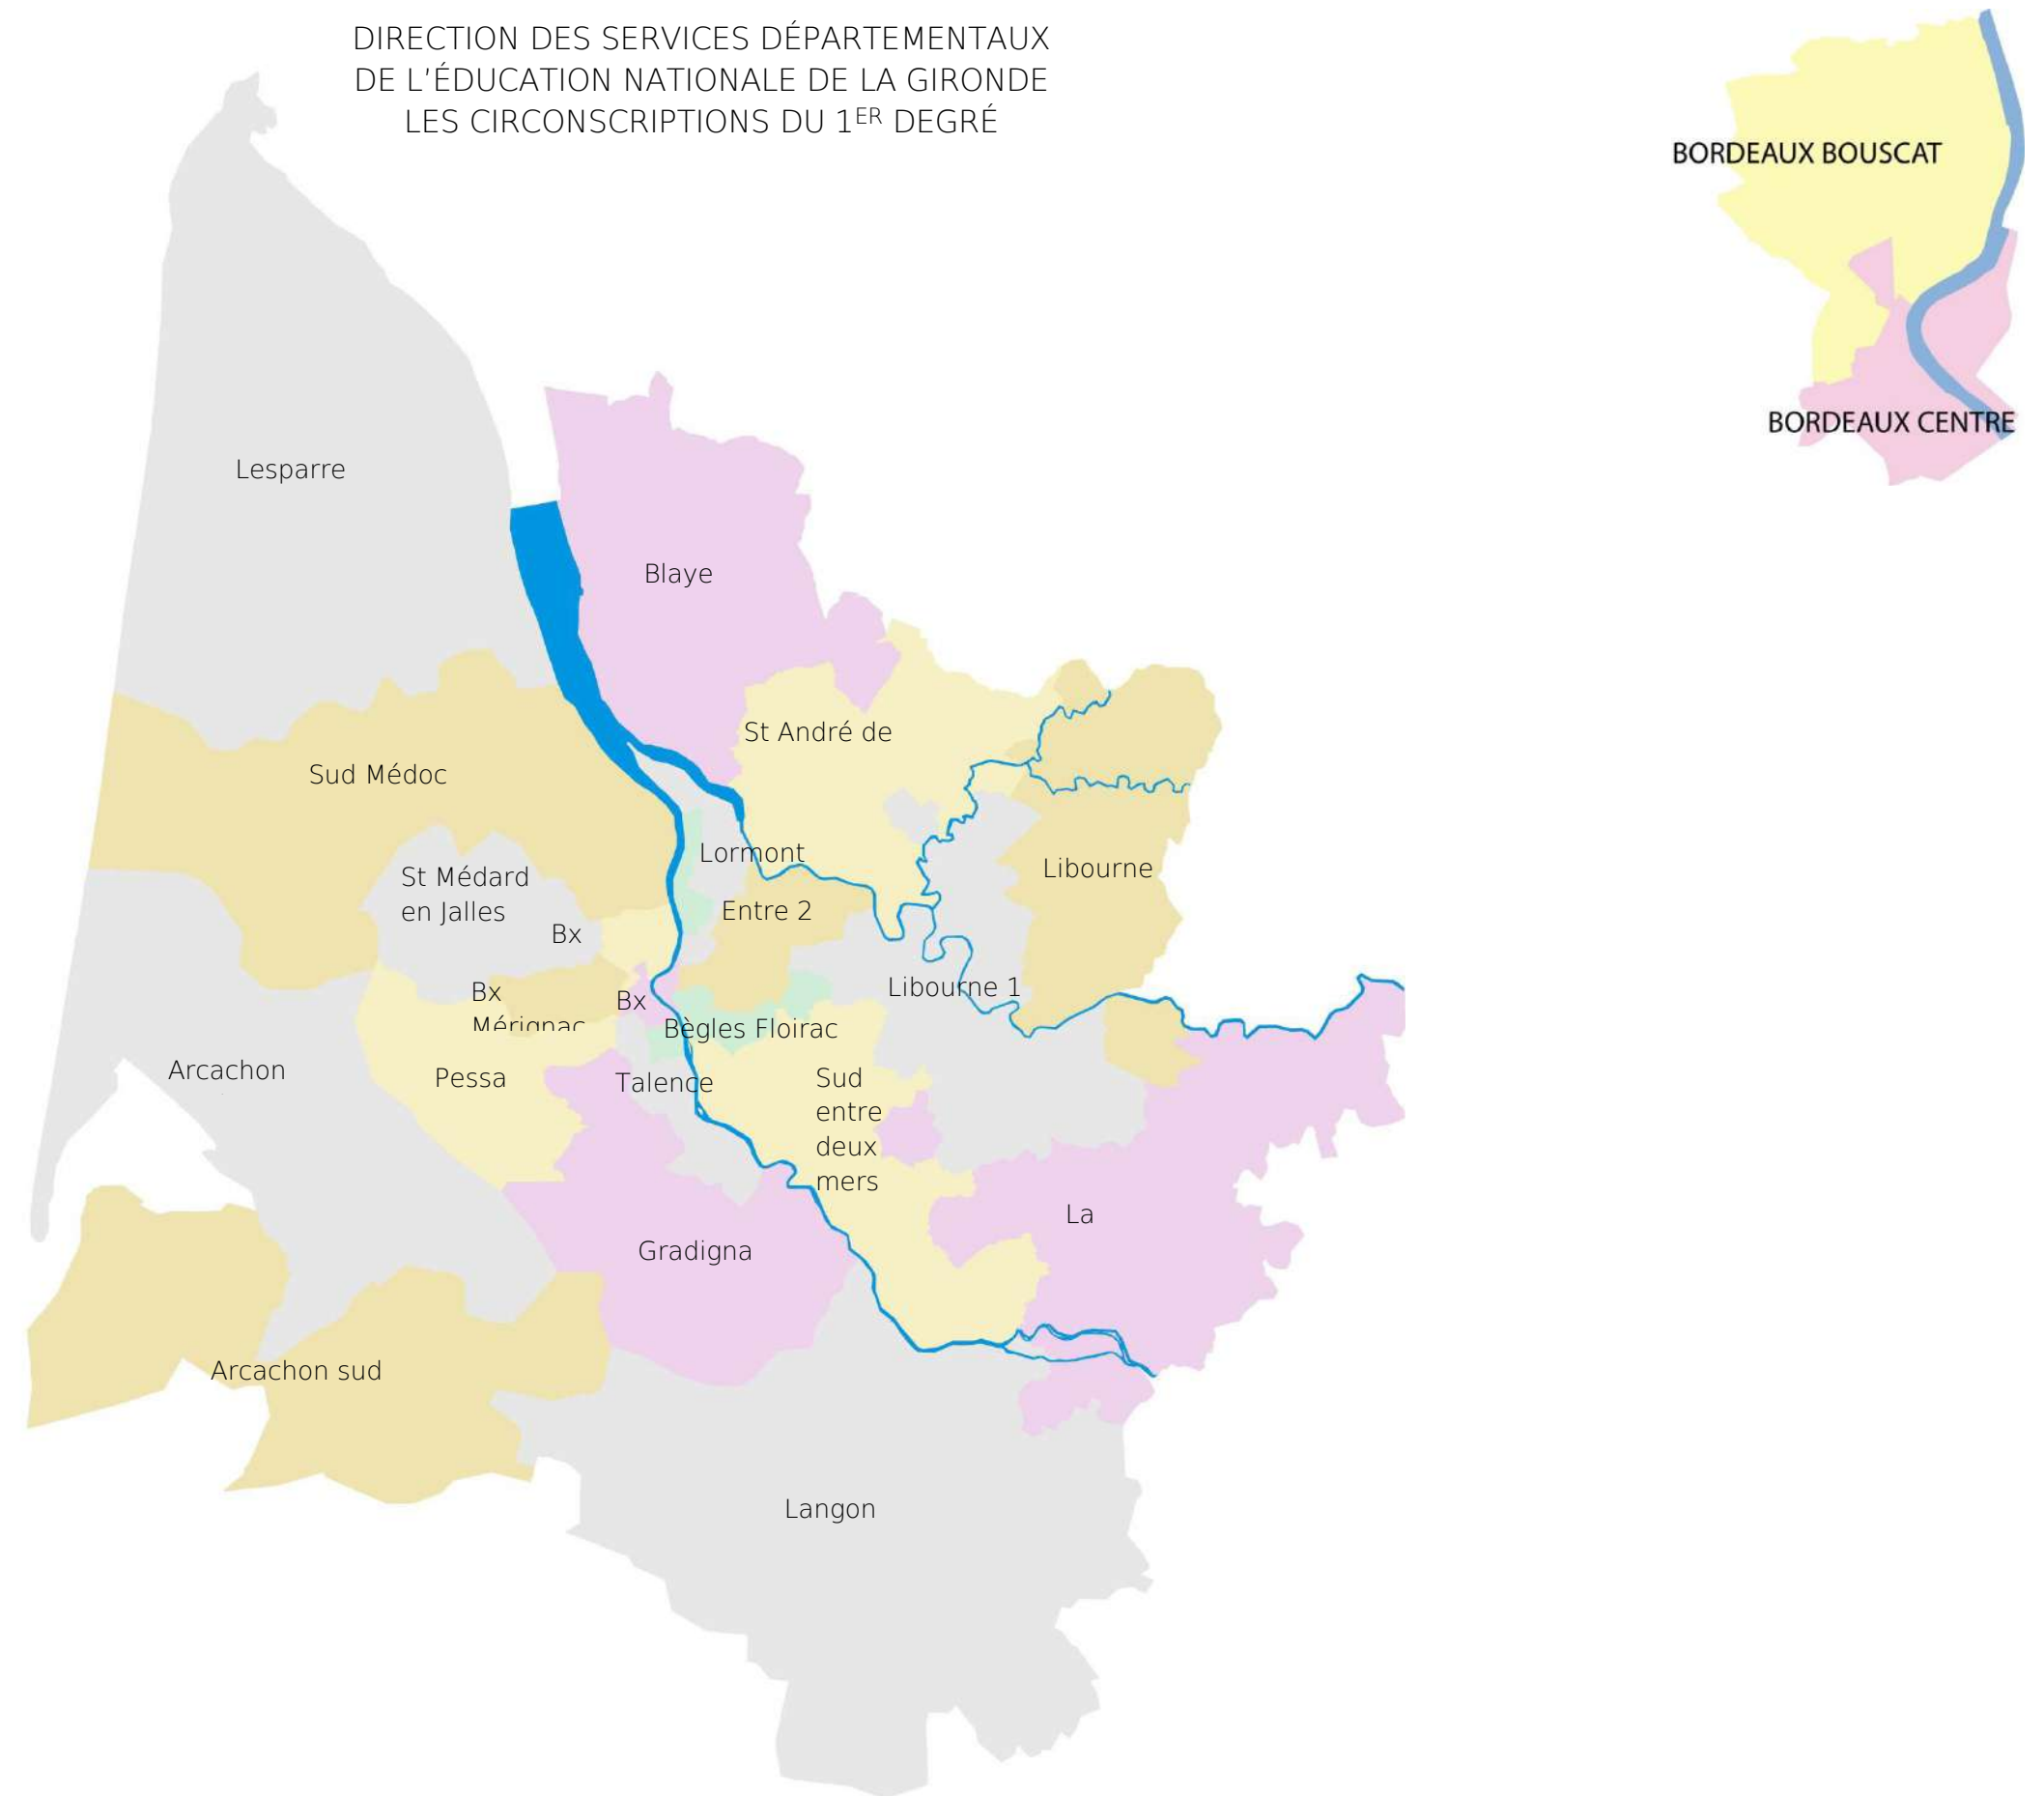 DIRECTION DES SERVICES DÉPARTEMENTAUX
DE L'ÉDUCATION NATIONALE DE LA GIRONDE
LES CIRCONSCRIPTIONS DU 1ER DEGRÉ
BORDEAUX BOUSCAT
BORDEAUX CENTRE
Lesparre
Blaye
St André de
Sud Médoc
Lormont
Libourne
St Médard
en Jalles
Entre 2
Bx
Libourne 1
Bx
Mérignac
Bx
Bègles Floirac
Arcachon
Pessa
Talence
Sud
entre
deux
mers
La
Gradigna
Arcachon sud
Langon